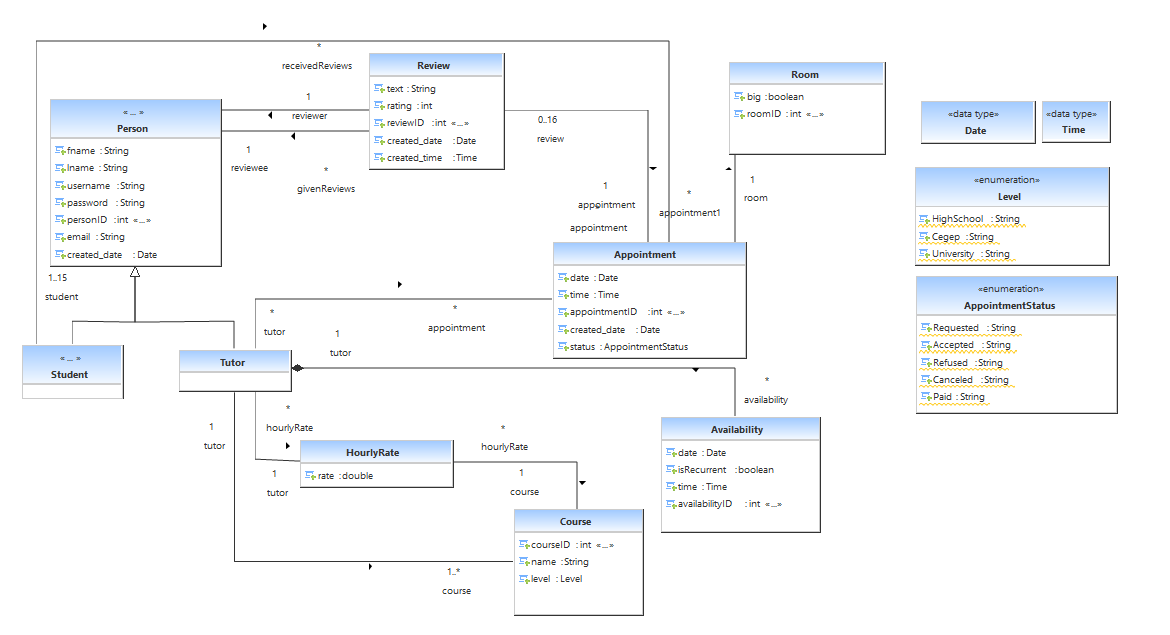 *
receivedReviews
1
reviewer
1
reviewee
*
givenReviews
Review
text : String
rating : int
reviewID : int «_»
created_date : Date
created_time : Time
0..16
review
Room
big : boolean
roomID : int «_»
«data type»
Date
«data type»
Time
«_»
Person
fname : String
lname : String
username : String
password : String
personID : int «_»
email : String
created_date : Date
1..15
student
1
appointment
appointment
*
appointment1
1
room
«enumeration»
Level
HighSchool : String
Cegep : String
University : String
Appointment
date : Date
time : Time
appointmentID : int «_»
created_date : Date
status : AppointmentStatus
«enumeration»
AppointmentStatus
Requested : String
Accepted : String
Refused : String
Canceled : String
Paid : String
*
tutor
*
appointment
1
tutor
«_»
Student
Tutor
*
availability
*
hourlyRate
1
tutor
1
tutor
HourlyRate
rate : double
*
hourlyRate
1
course
Availability
date : Date
isRecurrent : boolean
time : Time
availabilityID : int «_»
Course
courseID : int «_»
name : String
level : Level
1..*
course